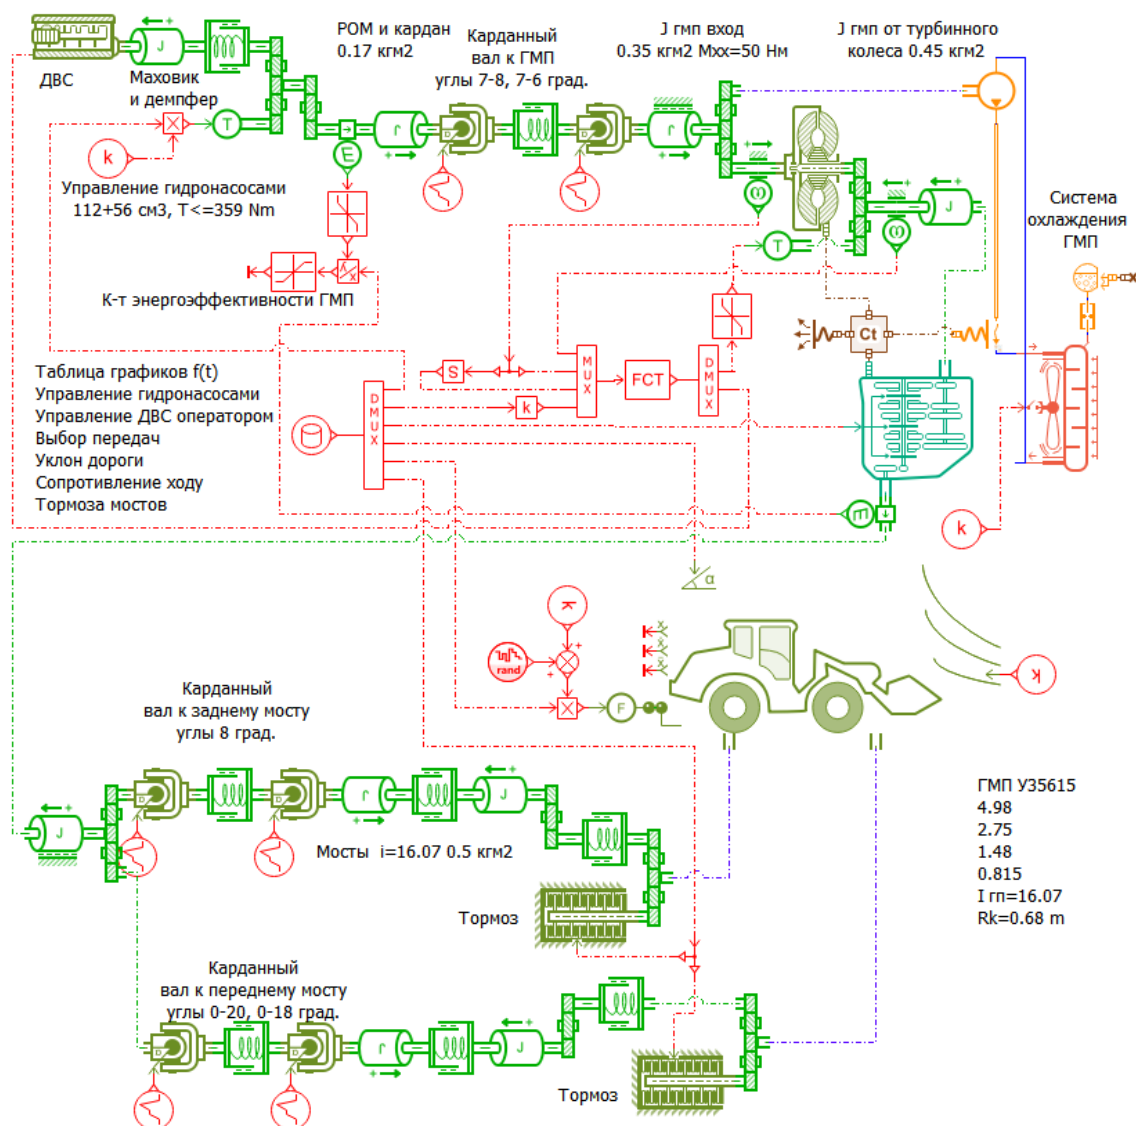 РОМ и кардан
0.17 кгм2
Карданный
вал к ГМП
углы 7-8, 7-6 град.
J гмп вход
0.35 кгм2 Мхх=50 Нм
J гмп от турбинного
колеса 0.45 кгм2
ДВС
J
Маховик
и демпфер
T
k
E
ω
ω
J
T
Управление гидронасосами
112+56 см3, T<=359 Nm
Система
охлаждения
ГМП
К-т энергоэффективности ГМП
Ct
S
k
MUX
FCT
DMUX
DMUX
Таблица графиков f(t)
Управление гидронасосами
Управление ДВС оператором
Выбор передач
Уклон дороги
Сопротивление ходу
Тормоза мостов
E
k
α
k
rand
F
k
Карданный
вал к заднему мосту
углы 8 град.
J
J
Мосты i=16.07 0.5 кгм2
Тормоз
ГМП У35615
4.98
2.75
1.48
0.815
I гп=16.07
Rk=0.68 m
Карданный
вал к переднему мосту
углы 0-20, 0-18 град.
J
Тормоз